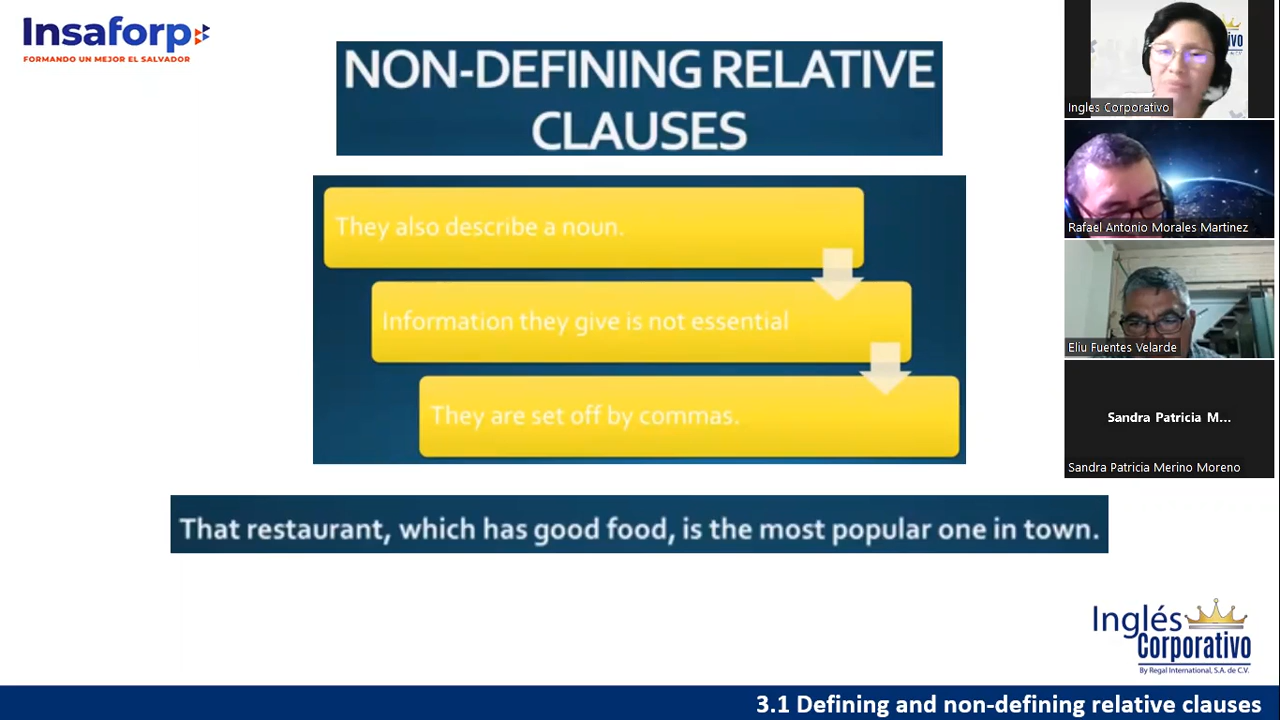 Insaforp
FORMANDO UN MEJOR EL SALVADOR
NON-DEFINING RELATIVE
CLAUSES
They also describe a noun.
Information they give is not essential
They are set off by commas.
That restaurant, which has good food, is the most popular one in town.
Inglés
Corporativo
By Regal International, S.A. de C.V.
3.1 Defining and non-defining relative clauses
ivo
Ingles Corporativo
Rafael Antonio Morales Martinez
Eliu Fuentes Velarde
Sandra Patricia M...
Sandra Patricia Merino Moreno